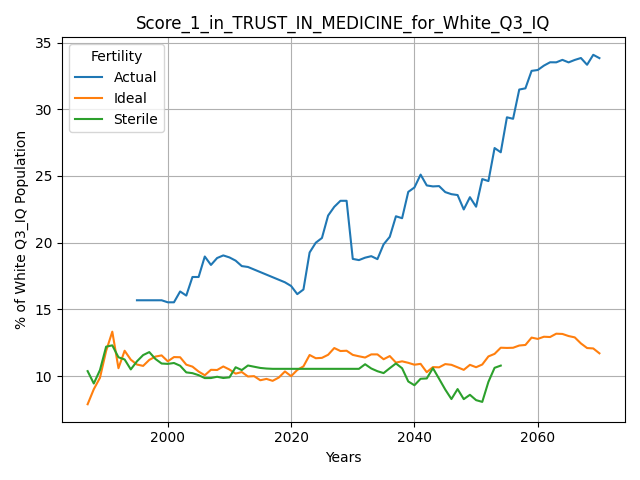 Score_1_in_TRUST_IN_MEDICINE_for_White_Q3_IQ
Fertility
Actual
Ideal
Sterile
% of White Q3_IQ Population
35
30
25
20
15
10
2000
2020
2040
2060
Years